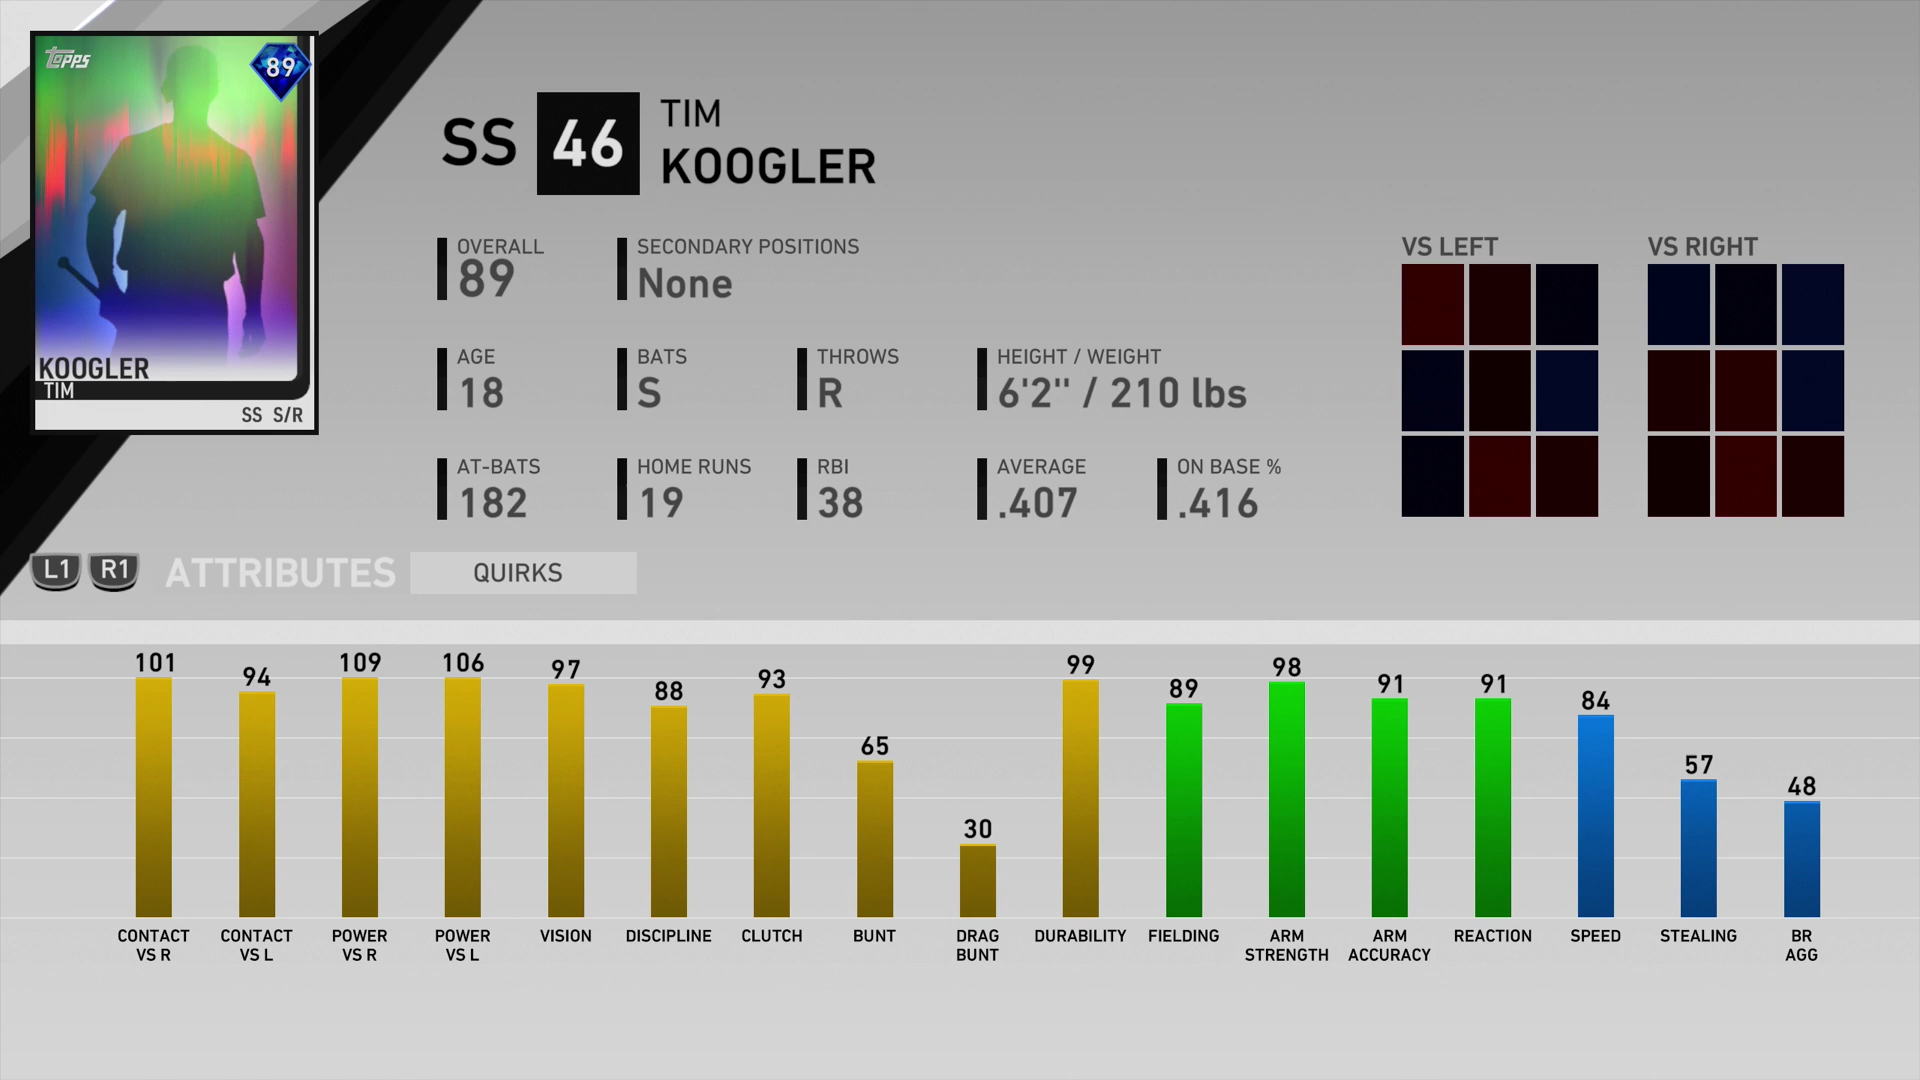 TOPPS
89
KOOGLER
TIM
SS S/R
SS 46 TIM
KOOGLER
OVERALL
89
SECONDARY POSITIONS
None
AGE
18
BATS
S
THROWS
R
HEIGHT / WEIGHT
6'2" / 210 lbs
AT-BATS
182
HOME RUNS
19
RBI
38
AVERAGE
.407
ON BASE %
.416
VS LEFT
VS RIGHT
L1 R1 ATTRIBUTES QUIRKS
101 94 109 106 97 88 93 65 30 99 89 98 91 91 84 57 48
CONTACT
VS R
CONTACT
VS L
POWER
VS R
POWER
VS L
VISION
DISCIPLINE
CLUTCH
BUNT
DRAG
BUNT
DURABILITY
FIELDING
ARM
STRENGTH
ARM
ACCURACY
REACTION
SPEED
STEALING
BR
AGG